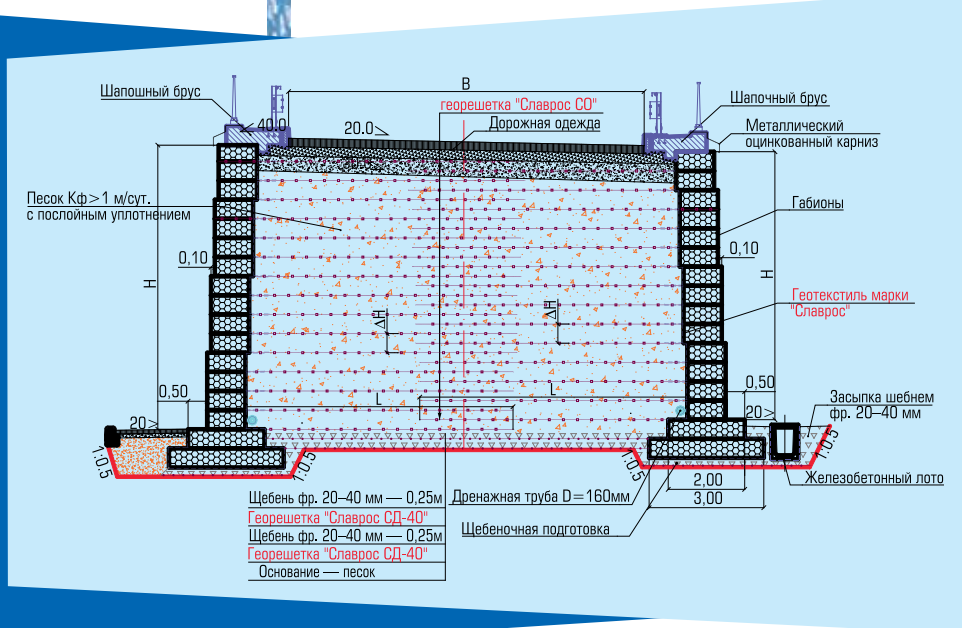 B
Шапошный брус
георешетка "Славрос СО"
Шапочный брус
40.0
20.0
Дорожная одежда
Металлический
оцинкованный карниз
Песок Кф>1 м/сут.
с послойным уплотнением
Габионы
0,10
0,10
H
H
Геотекстиль марки
"Славрос"
ΔH
ΔH
0,50
L
L
0,50
Засыпка шебнем
фр. 20–40 мм
20>
20>
1:0.5
1:0.5
1:0.5
1:0.5
2,00
3,00
Железобетонный лото
Щебень фр. 20–40 мм — 0,25м
Дренажная труба D=160мм
Георешетка "Славрос СД-40"
Щебень фр. 20–40 мм — 0,25м
Щебеночная подготовка
Георешетка "Славрос СД-40"
Основание — песок